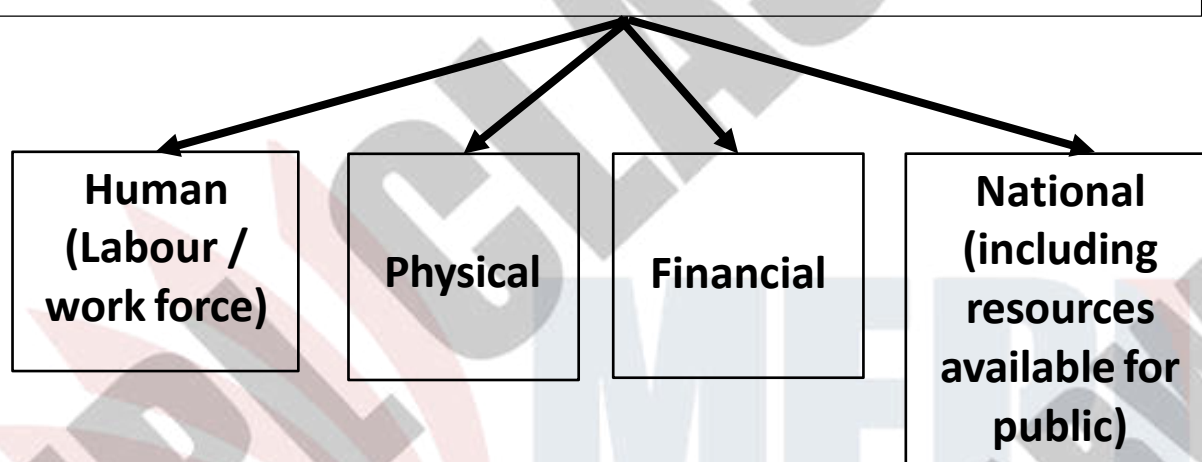 Human
(Labour /
work force)
Physical
Financial
National
(including
resources
available for
public)